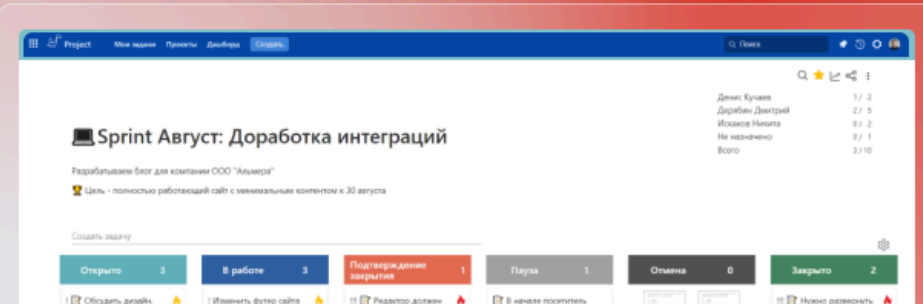 Project Мои задачи Проекты Дашборд Создать Поиск
Денис Кучаев 1 / 2
Дерябин Дмитрий 2 / 5
Исхаков Никита 0 / 2
Не назначено 0 / 1
Всего 3 / 10
Sprint Август: Доработка интеграций
Разрабатываем блог для компании ООО "Альмера"
Цель - полностью работающий сайт с минимальным контентом к 30 августа
Создать задачу
Открыто 3
В работе 3
Подтверждение закрытия 1
Пауза 1
Отмена 0
Закрыто 2
! Обсудить дизайн.
! Изменить футер сайта
!!! Редактор должен
В начале посетитель
!!! Нужно развернуть